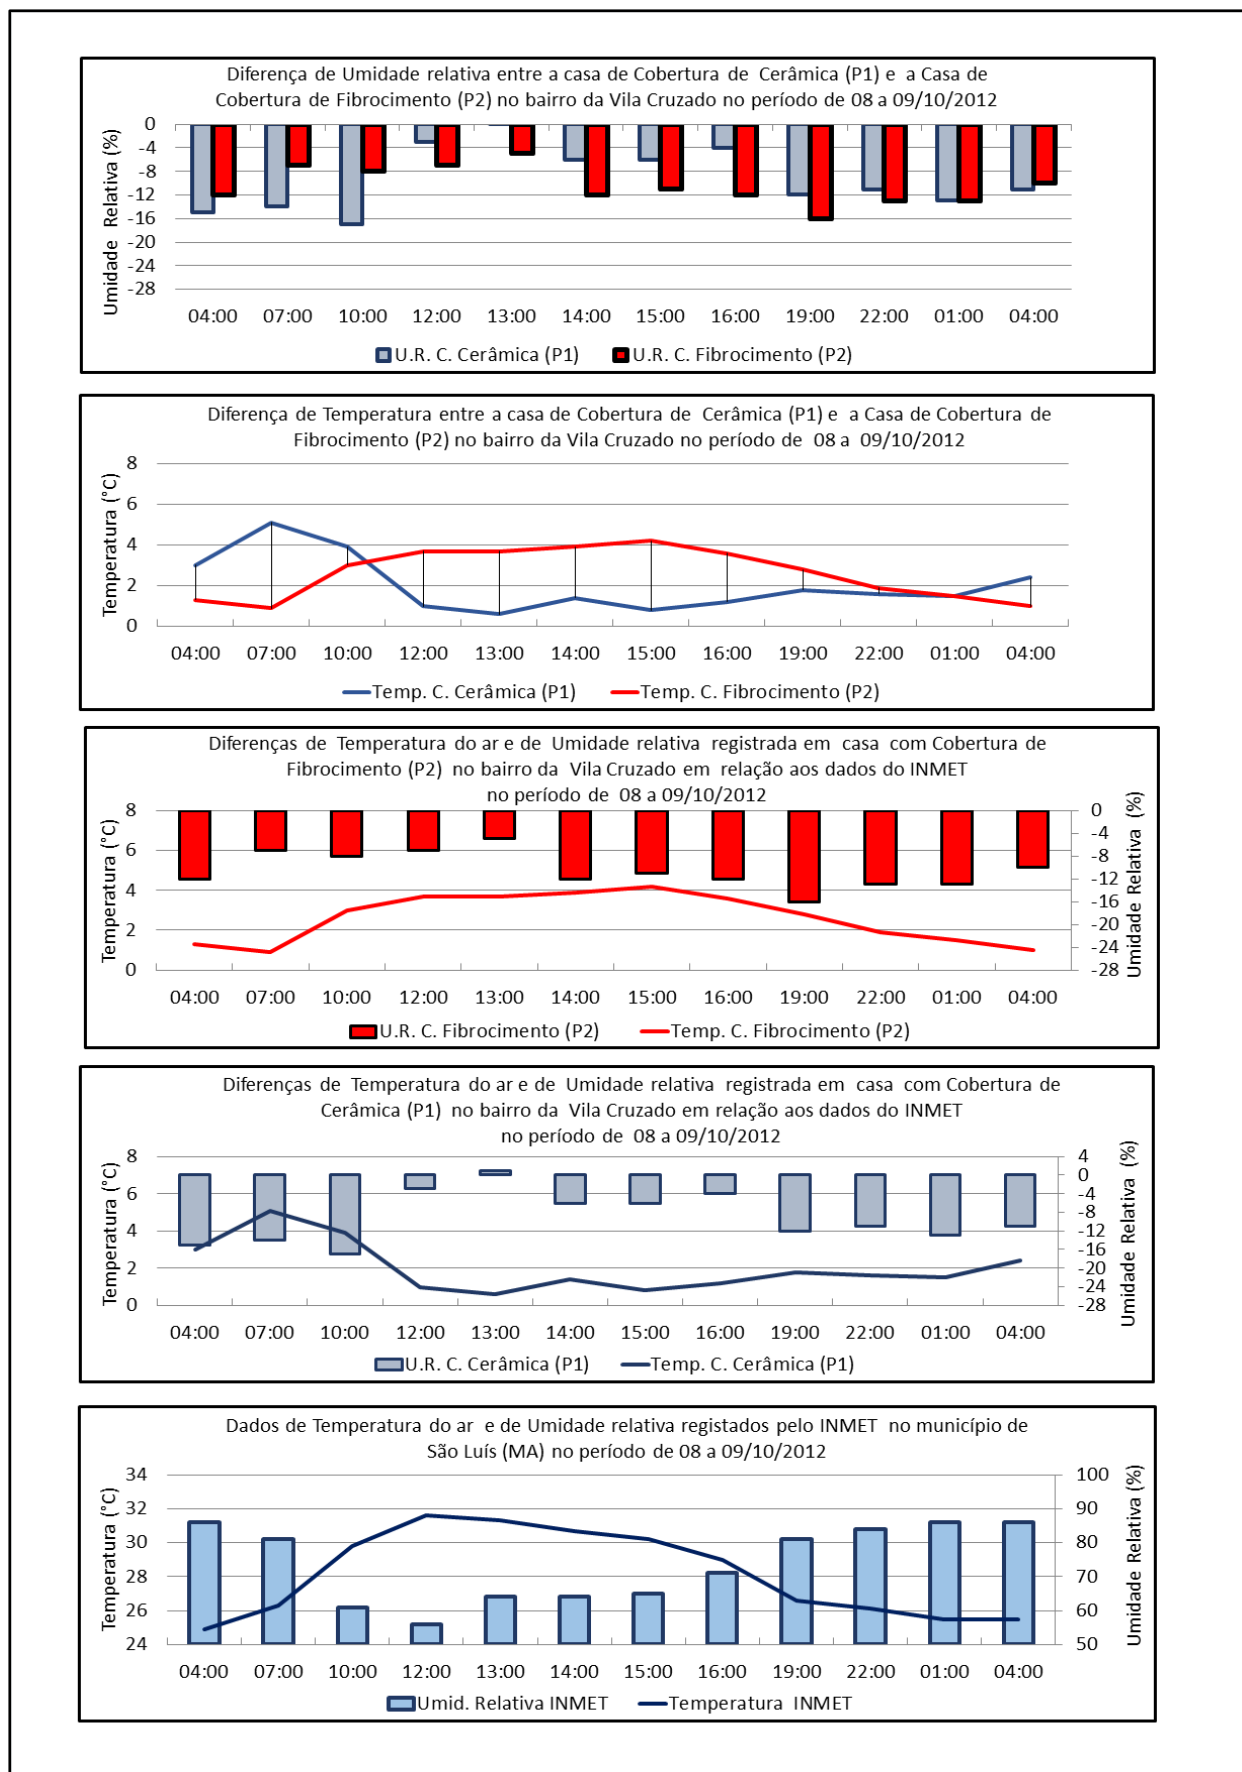 Diferença de Umidade relativa entre a casa de Cobertura de Cerâmica (P1) e a Casa de
Cobertura de Fibrocimento (P2) no bairro da Vila Cruzado no período de 08 a 09/10/2012
Umidade Relativa (%)
0
-4
-8
-12
-16
-20
-24
-28
04:00 07:00 10:00 12:00 13:00 14:00 15:00 16:00 19:00 22:00 01:00 04:00
U.R. C. Cerâmica (P1) U.R. C. Fibrocimento (P2)
Diferença de Temperatura entre a casa de Cobertura de Cerâmica (P1) e a Casa de Cobertura de
Fibrocimento (P2) no bairro da Vila Cruzado no período de 08 a 09/10/2012
Temperatura (°C)
8
6
4
2
0
04:00 07:00 10:00 12:00 13:00 14:00 15:00 16:00 19:00 22:00 01:00 04:00
Temp. C. Cerâmica (P1) Temp. C. Fibrocimento (P2)
Diferenças de Temperatura do ar e de Umidade relativa registrada em casa com Cobertura de
Fibrocimento (P2) no bairro da Vila Cruzado em relação aos dados do INMET
no período de 08 a 09/10/2012
Temperatura (°C)
8
6
4
2
0
0
-4
-8
-12
-16
-20
-24
-28
Umidade Relativa (%)
04:00 07:00 10:00 12:00 13:00 14:00 15:00 16:00 19:00 22:00 01:00 04:00
U.R. C. Fibrocimento (P2) Temp. C. Fibrocimento (P2)
Diferenças de Temperatura do ar e de Umidade relativa registrada em casa com Cobertura de
Cerâmica (P1) no bairro da Vila Cruzado em relação aos dados do INMET
no período de 08 a 09/10/2012
Temperatura (°C)
8
6
4
2
0
4
0
-4
-8
-12
-16
-20
-24
-28
Umidade Relativa (%)
04:00 07:00 10:00 12:00 13:00 14:00 15:00 16:00 19:00 22:00 01:00 04:00
U.R. C. Cerâmica (P1) Temp. C. Cerâmica (P1)
Dados de Temperatura do ar e de Umidade relativa registados pelo INMET no município de
São Luís (MA) no período de 08 a 09/10/2012
Temperatura (°C)
34
32
30
28
26
24
100
90
80
70
60
50
Umidade Relativa (%)
04:00 07:00 10:00 12:00 13:00 14:00 15:00 16:00 19:00 22:00 01:00 04:00
Umid. Relativa INMET Temperatura INMET